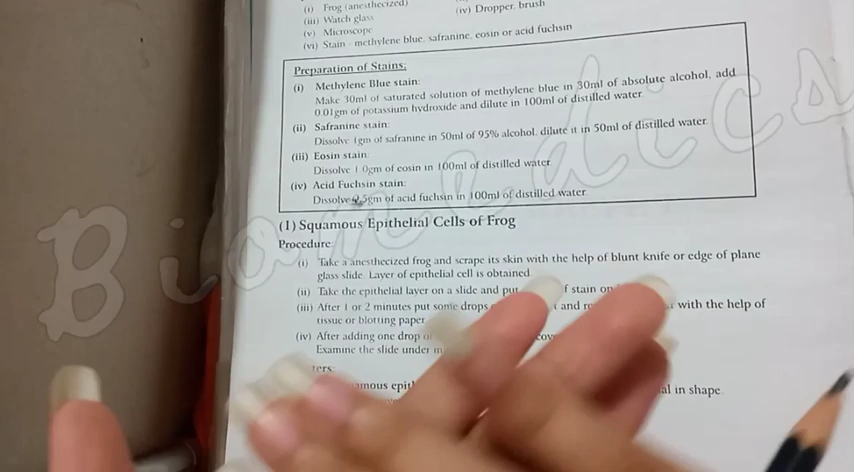 (i) Frog (anesthecized)
(iv) Dropper, brush
(iii) Watch glass
(v) Microscope
(vi) Stain - methylene blue, safranine, eosin or acid fuchsin
Preparation of Stains:
(i) Methylene Blue stain:
Make 30ml of saturated solution of methylene blue in 30ml of absolute alcohol, add
0.01gm of potassium hydroxide and dilute in 100ml of distilled water.
(ii) Safranine stain:
Dissolve 1gm of safranine in 50ml of 95% alcohol, dilute it in 50ml of distilled water.
(iii) Eosin stain:
Dissolve 1.0gm of eosin in 100ml of distilled water.
(iv) Acid Fuchsin stain:
Dissolve 0.5gm of acid fuchsin in 100ml of distilled water.
(1) Squamous Epithelial Cells of Frog
Procedure:
(i) Take a anesthecized frog and scrape its skin with the help of blunt knife or edge of plane
glass slide. Layer of epithelial cell is obtained.
(ii) Take the epithelial layer on a slide and put f stain on
(iii) After 1 or 2 minutes put some drops and with the help of
tissue or blotting paper
(iv) After adding one drop
Examine the slide under
in shape.
Biomedics